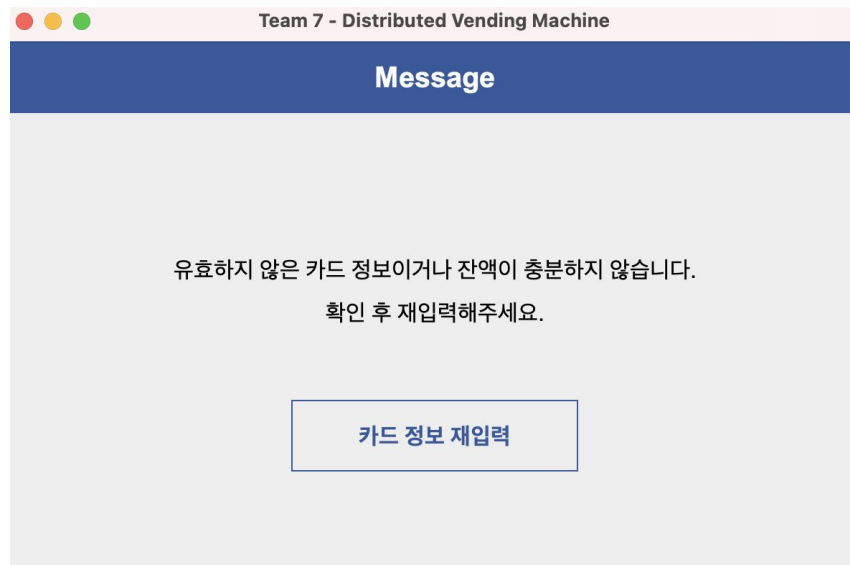 Team 7 - Distributed Vending Machine
Message
유효하지 않은 카드 정보이거나 잔액이 충분하지 않습니다.
확인 후 재입력해주세요.
카드 정보 재입력